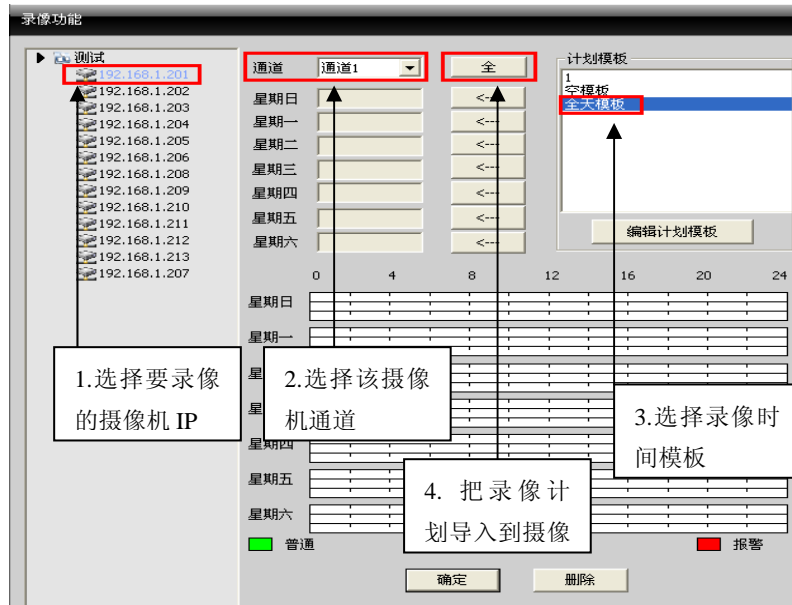 录像功能
测试
192.168.1.201
192.168.1.202
192.168.1.203
192.168.1.204
192.168.1.205
192.168.1.206
192.168.1.208
192.168.1.209
192.168.1.210
192.168.1.211
192.168.1.212
192.168.1.213
192.168.1.207
通道 通道1 全
星期日 <---
星期一 <---
星期二 <---
星期三 <---
星期四 <---
星期五 <---
星期六 <---
计划模板
1
空模板
全天模板
编辑计划模板
0 4 8 12 16 20 24
星期日
星期一
星
星
星期四
星期五
星期六
1.选择要录像
的摄像机 IP
2.选择该摄像
机通道
3.选择录像时
间模板
4. 把录像计
划导入到摄像
普通
报警
确定 删除